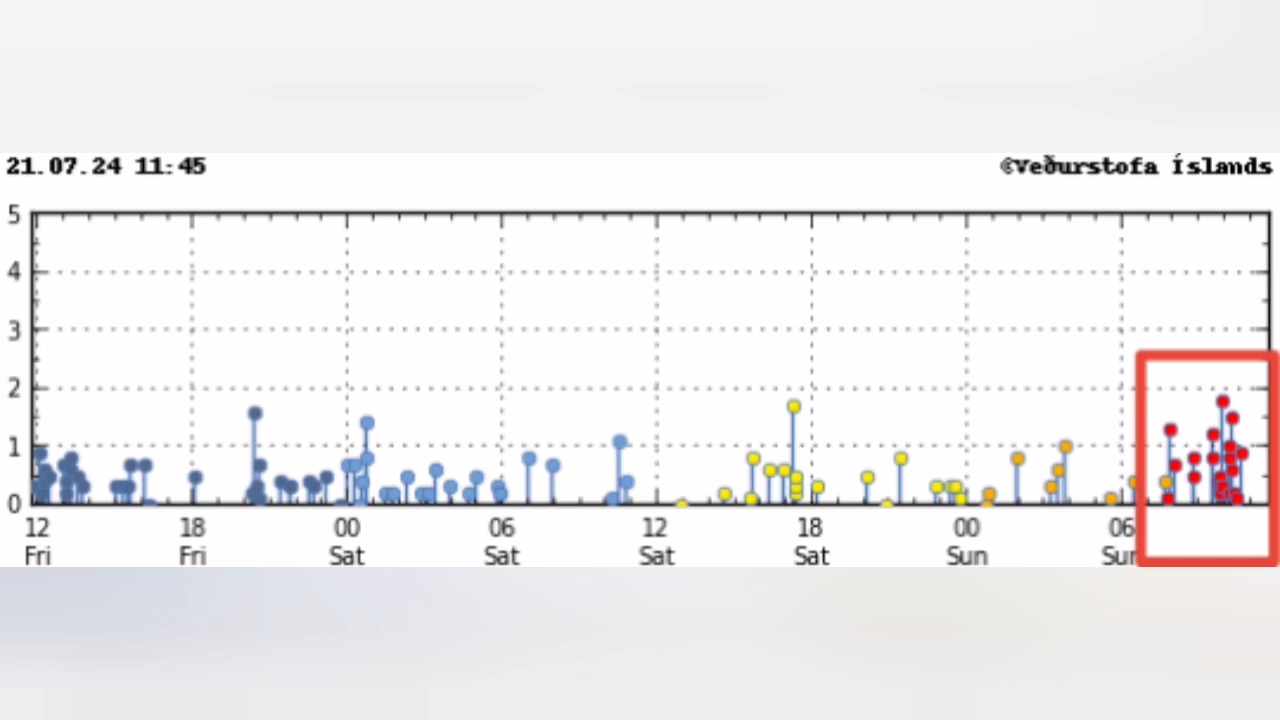 21.07.24 11:45 ©Veðurstofa Íslands
5
4
3
2
1
0
12 18 00 06 12 18 00 06
Fri Fri Sat Sat Sat Sat Sun Sun